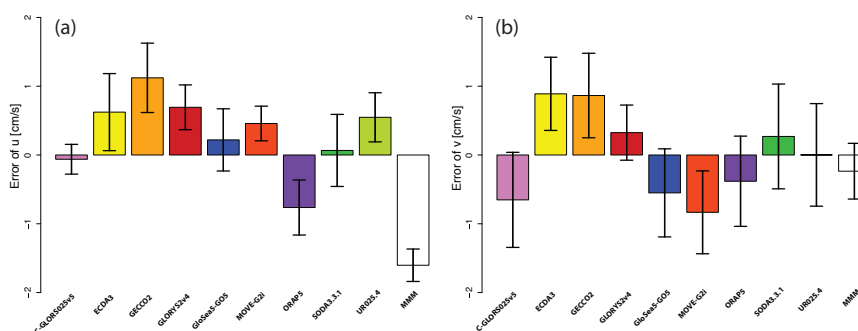 (a)
Error of u [cm/s]
2
1
0
−1
−2
C-GLORS025v5
ECDA3
GECCO2
GLORYS2v4
GloSea5-GO5
MOVE-G2i
ORAP5
SODA3.3.1
UR025.4
MMM
(b)
Error of v [cm/s]
2
1
0
−1
−2
C-GLORS025v5
ECDA3
GECCO2
GLORYS2v4
GloSea5-GO5
MOVE-G2i
ORAP5
SODA3.3.1
UR025.4
MMM